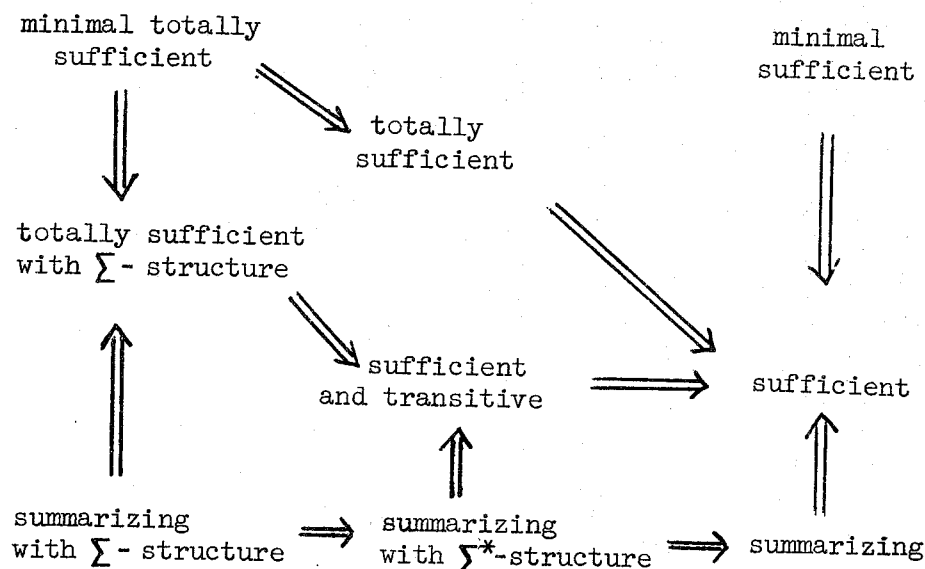 minimal totally
sufficient
minimal
sufficient
totally
sufficient
totally sufficient
with Σ - structure
sufficient
and transitive
sufficient
summarizing
with Σ - structure
summarizing
with Σ*-structure
summarizing